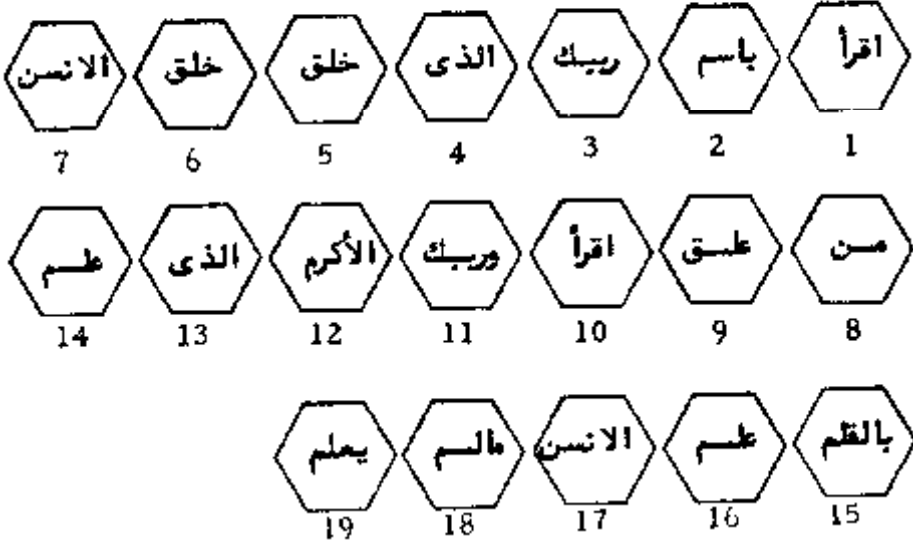 اقرأ باسم ربك الذى خلق خلق الانسن
1 2 3 4 5 6 7
من علق اقرأ وربك الأكرم الذى علم
8 9 10 11 12 13 14
بالقلم علم الانسن مالم يعلم
15 16 17 18 19